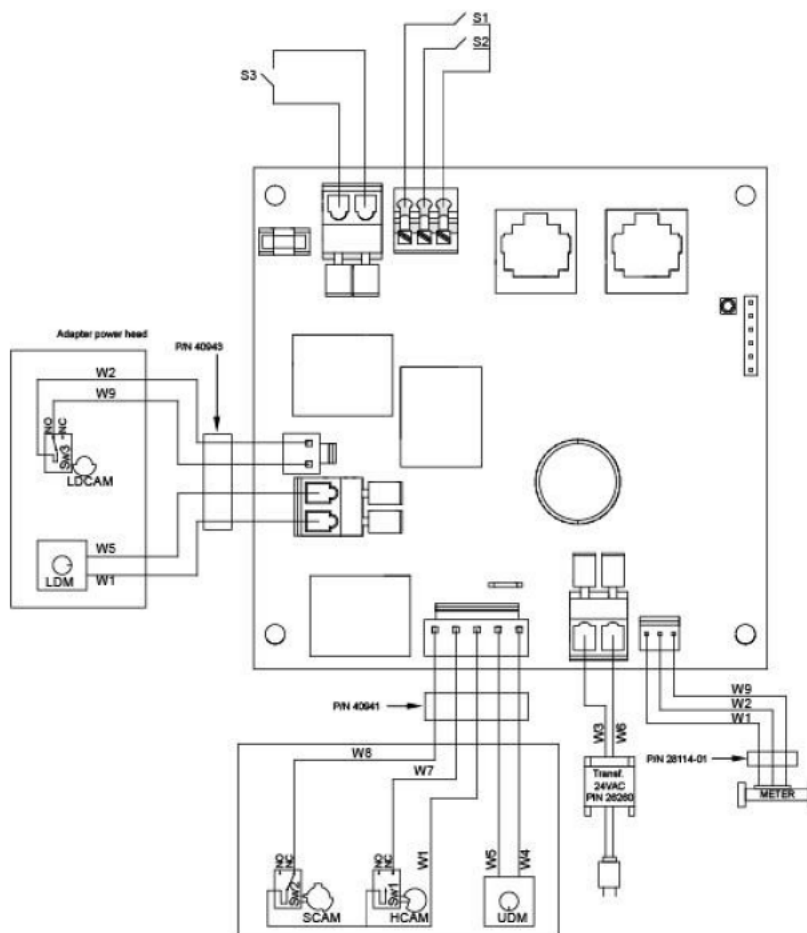 S1
S2
S3
Adapter power head
P/N 40943
W2
W9
NO
NC
Sw3
LDCAM
W5
LDM
W1
P/N 40941
W8
W7
W1
NO
NC
Sw2
SCAM
NO
NC
Sw1
HCAM
W5
W4
UDM
W3
W6
Transf.
24VAC
PIN 26260
W9
W2
W1
P/N 28114-01
METER